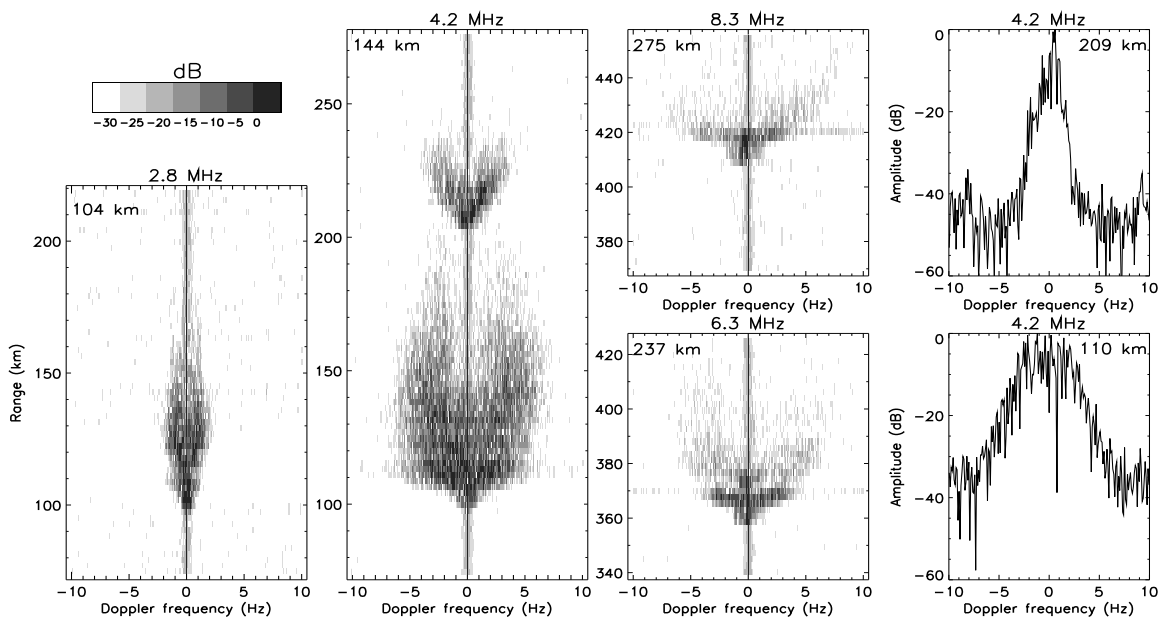 dB
−30 −25 −20 −15 −10 −5 0
2.8 MHz
104 km
Range (km)
200
150
100
−10 −5 0 5 10
Doppler frequency (Hz)
4.2 MHz
144 km
250
200
150
100
−10 −5 0 5 10
Doppler frequency (Hz)
8.3 MHz
275 km
440
420
400
380
−10 −5 0 5 10
Doppler frequency (Hz)
6.3 MHz
237 km
420
400
380
360
340
−10 −5 0 5 10
Doppler frequency (Hz)
4.2 MHz
209 km
Amplitude (dB)
0
−20
−40
−60
−10 −5 0 5 10
4.2 MHz
110 km
Amplitude (dB)
0
−20
−40
−60
−10 −5 0 5 10
Doppler frequency (Hz)